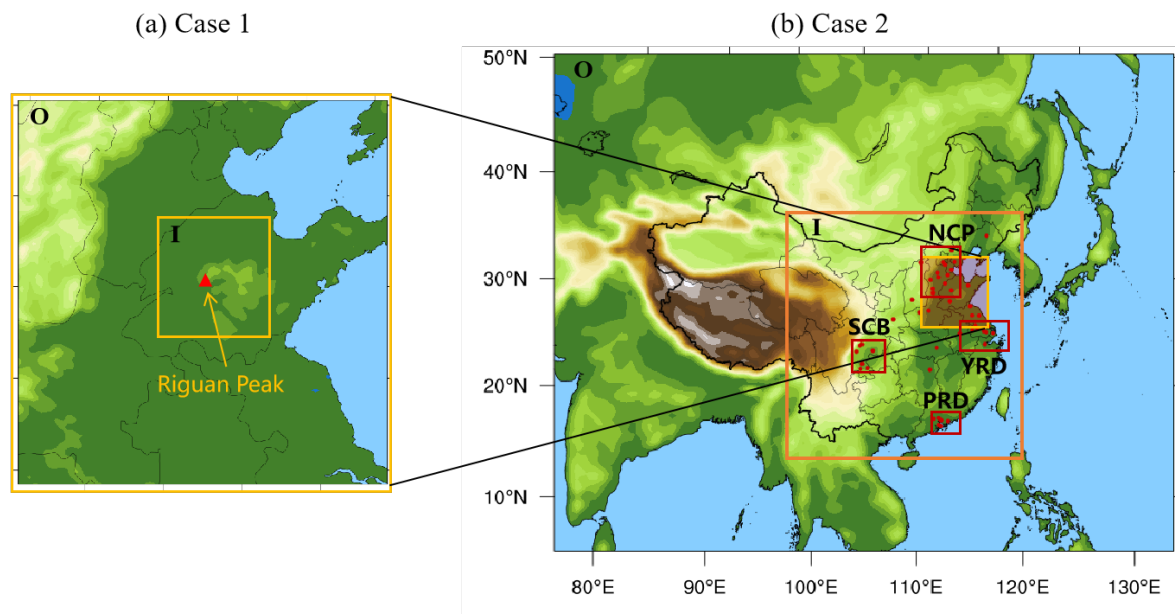 (a) Case 1
(b) Case 2
O
I
Riguan Peak
50°N
40°N
30°N
20°N
10°N
O
I
NCP
SCB
YRD
PRD
80°E
90°E
100°E
110°E
120°E
130°E